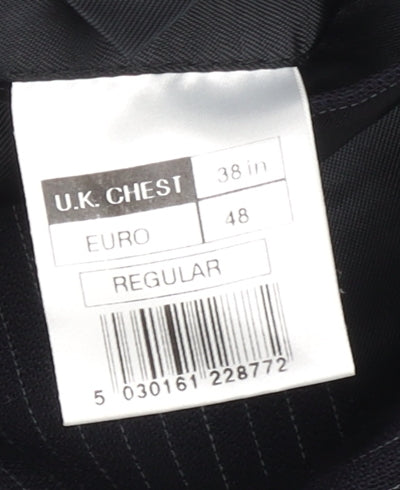 U.K. CHEST 38 in
EURO 48
REGULAR
5 030161 228772